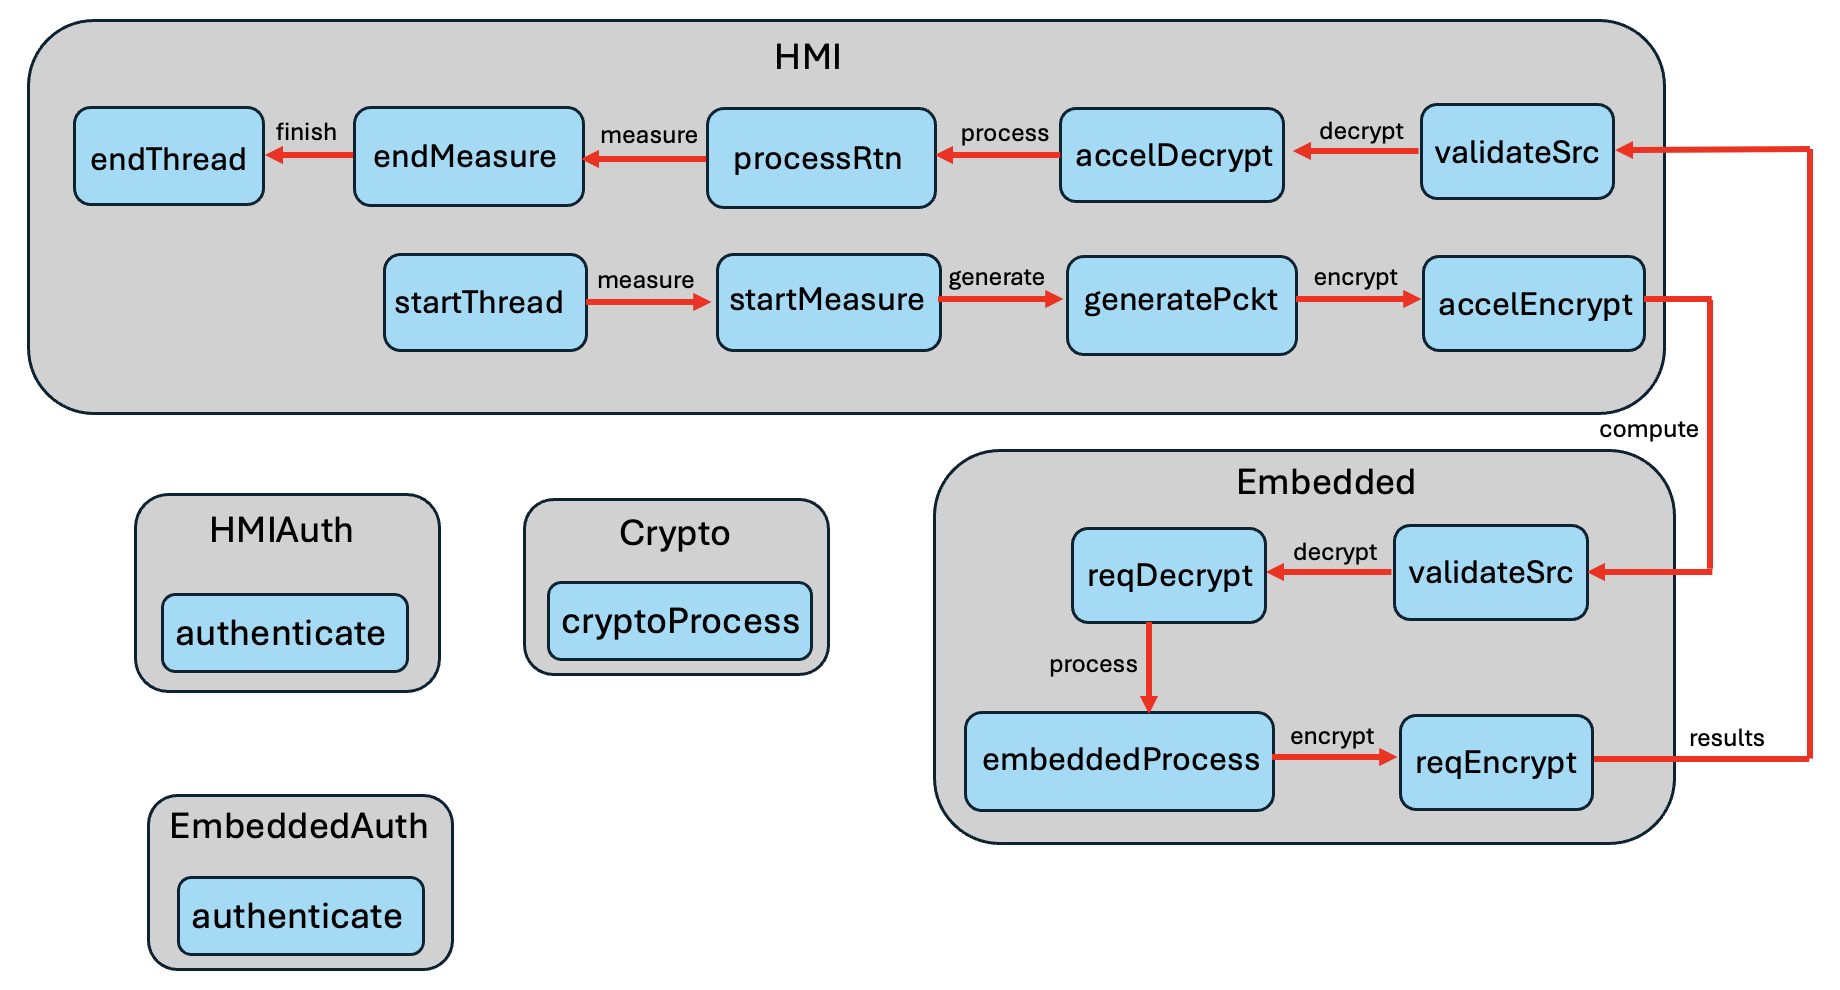 HMI
endThread
finish
endMeasure
measure
processRtn
process
accelDecrypt
decrypt
validateSrc
startThread
measure
startMeasure
generate
generatePckt
encrypt
accelEncrypt
compute
HMIAuth
authenticate
Crypto
cryptoProcess
Embedded
reqDecrypt
decrypt
validateSrc
process
embeddedProcess
encrypt
reqEncrypt
results
EmbeddedAuth
authenticate